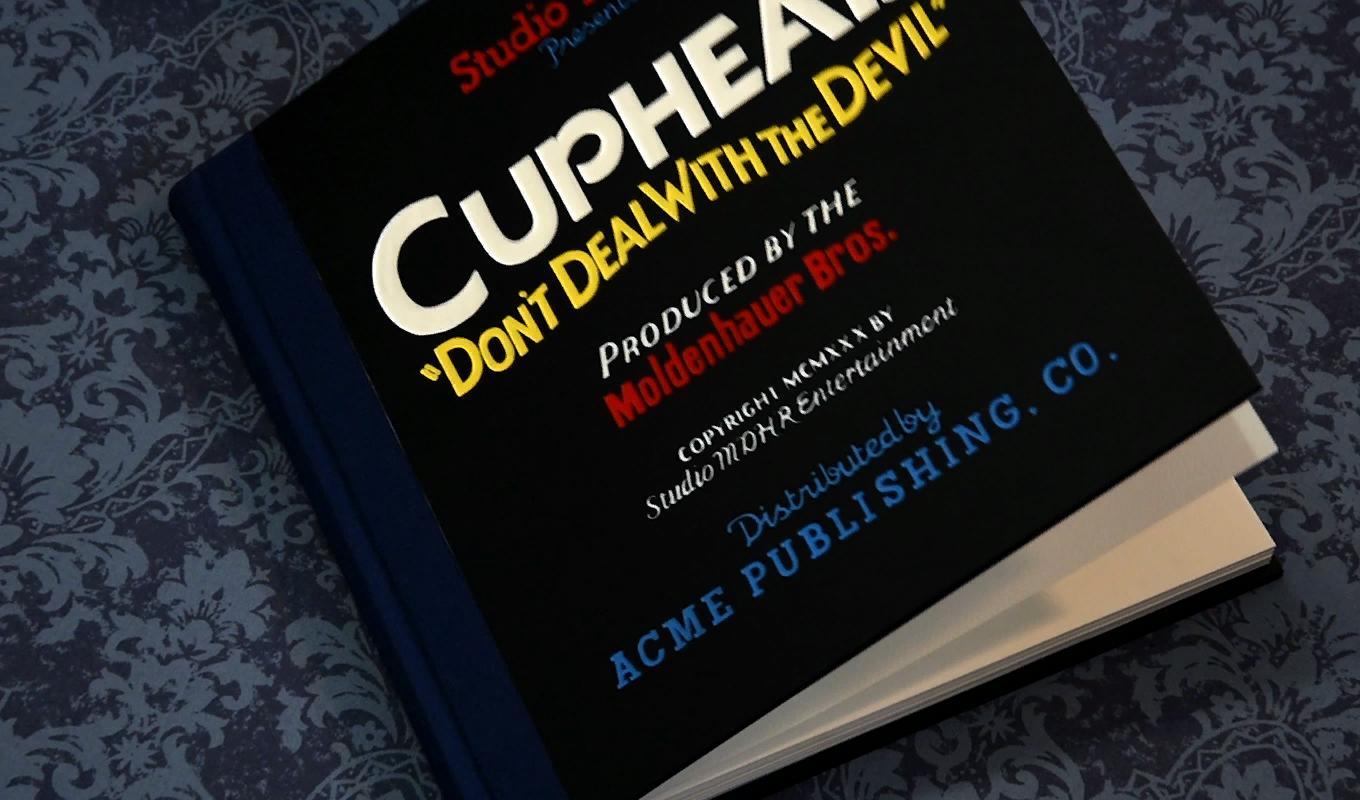 Studio
Presents
CUPHEAD
"DON'T DEAL WITH THE DEVIL"
PRODUCED BY THE
Moldenhauer Bros.
COPYRIGHT MCMXXX BY
Studio MDHR Entertainment
Distributed by
ACME PUBLISHING. CO.